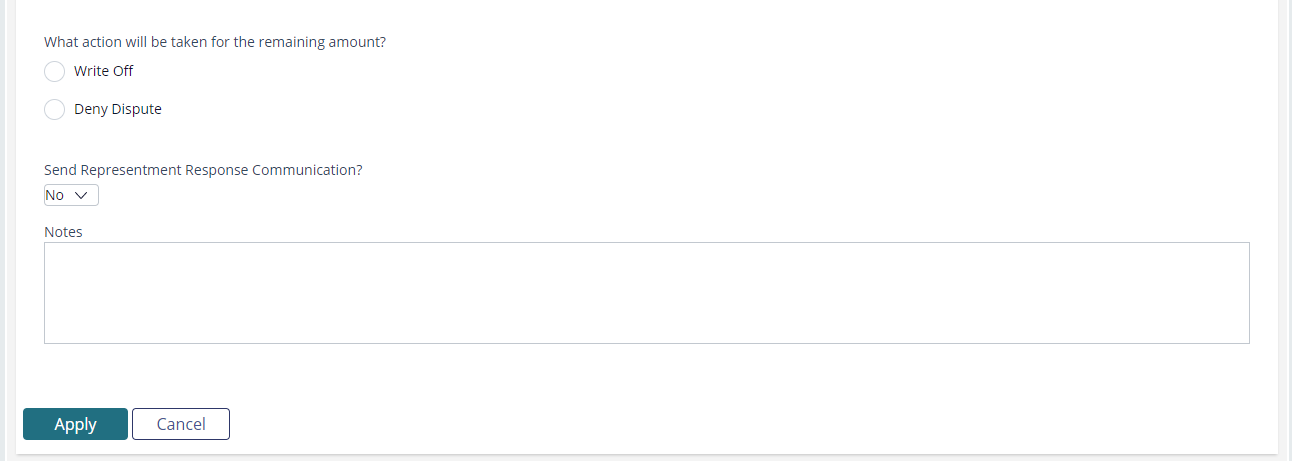 What action will be taken for the remaining amount?
Write Off
Deny Dispute
Send Representment Response Communication?
No
Notes
Apply Cancel